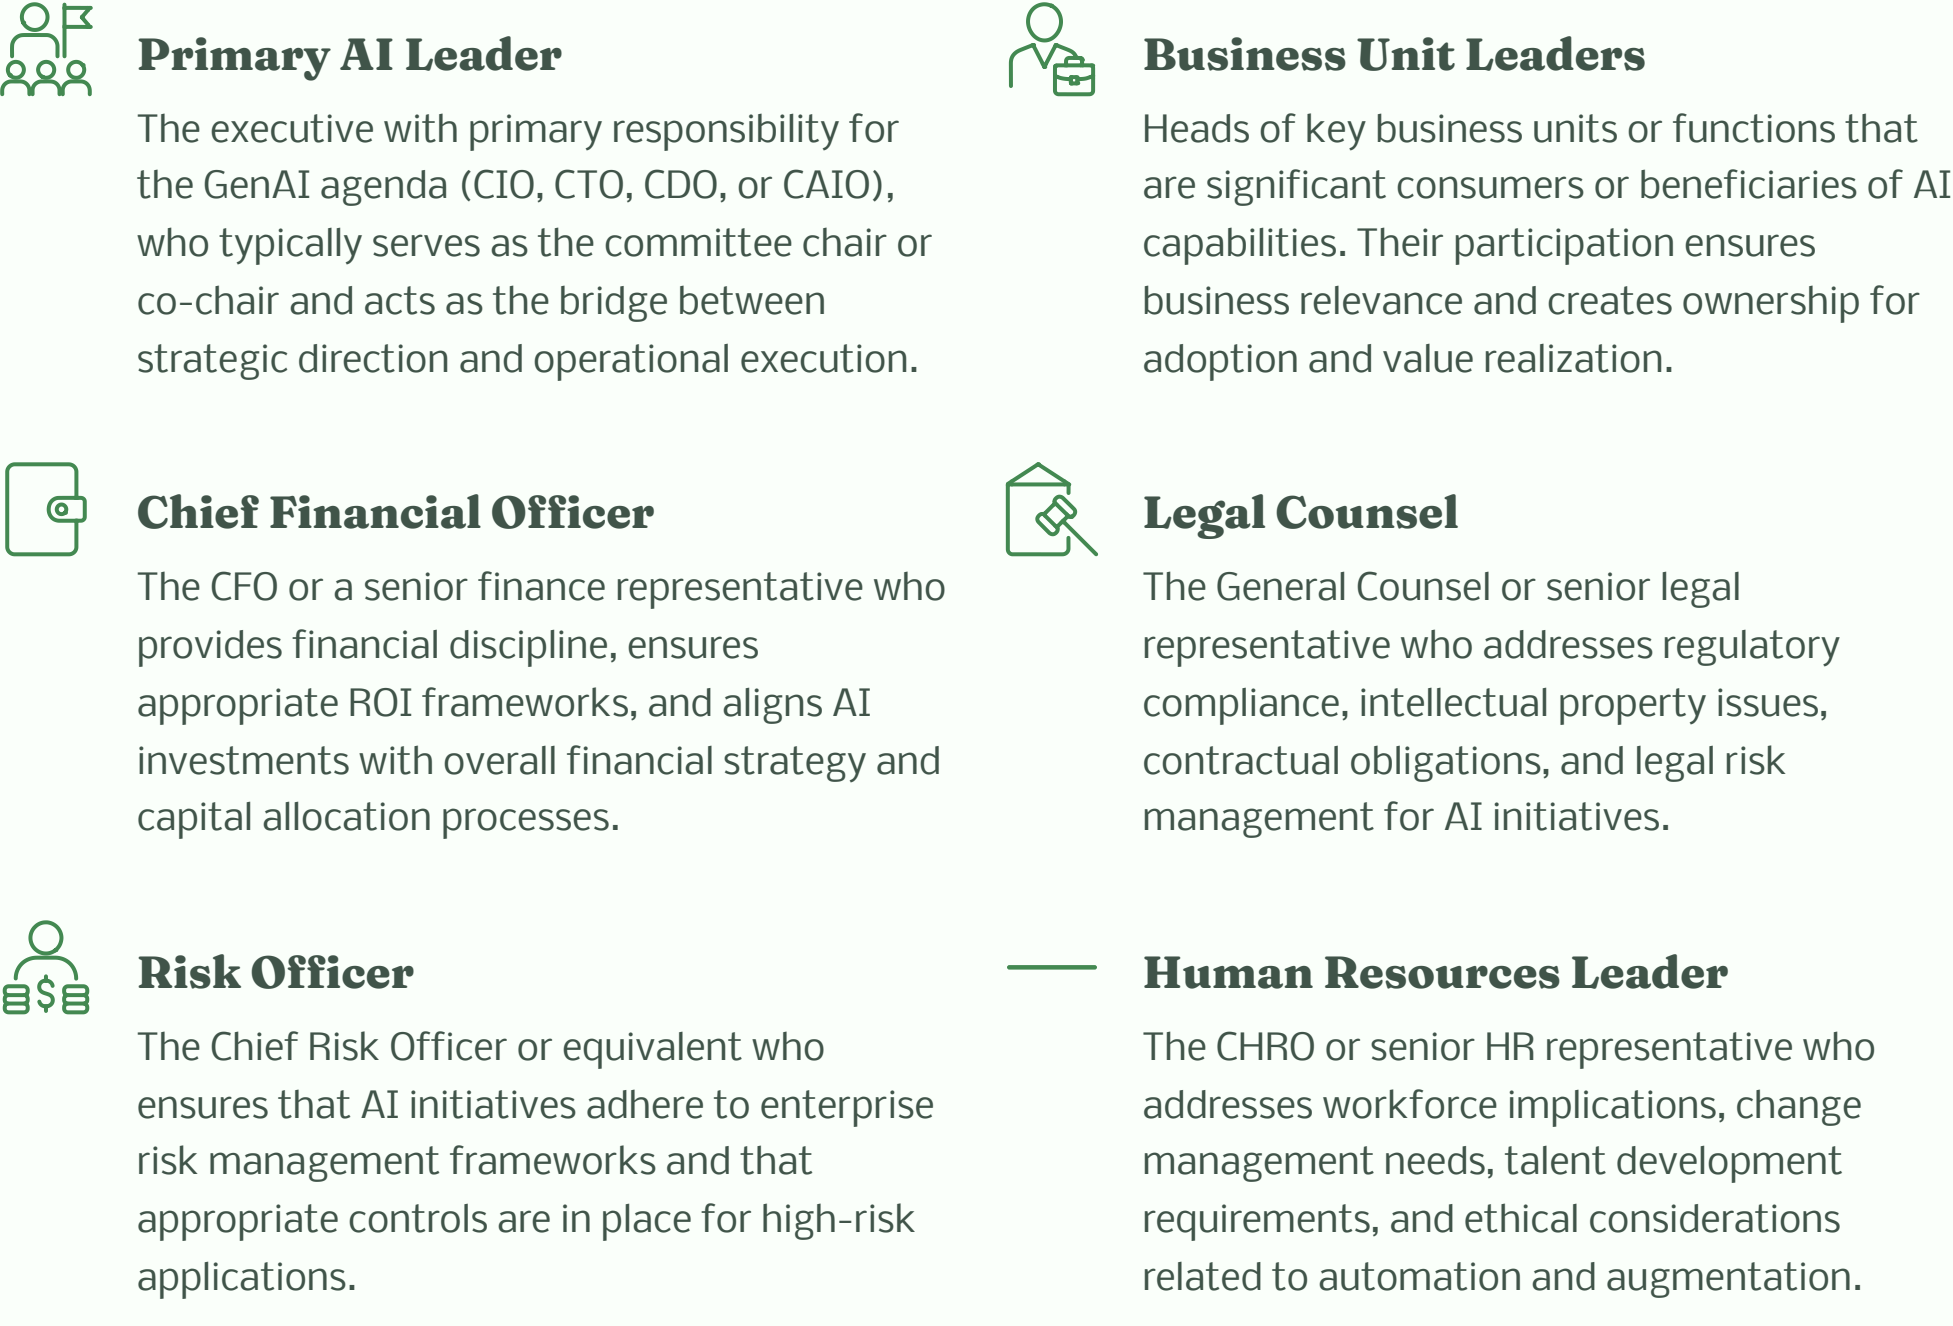 Primary AI Leader
The executive with primary responsibility for
the GenAI agenda (CIO, CTO, CDO, or CAIO),
who typically serves as the committee chair or
co-chair and acts as the bridge between
strategic direction and operational execution.
Business Unit Leaders
Heads of key business units or functions that
are significant consumers or beneficiaries of AI
capabilities. Their participation ensures
business relevance and creates ownership for
adoption and value realization.
Chief Financial Officer
The CFO or a senior finance representative who
provides financial discipline, ensures
appropriate ROI frameworks, and aligns AI
investments with overall financial strategy and
capital allocation processes.
Legal Counsel
The General Counsel or senior legal
representative who addresses regulatory
compliance, intellectual property issues,
contractual obligations, and legal risk
management for AI initiatives.
Risk Officer
The Chief Risk Officer or equivalent who
ensures that AI initiatives adhere to enterprise
risk management frameworks and that
appropriate controls are in place for high-risk
applications.
Human Resources Leader
The CHRO or senior HR representative who
addresses workforce implications, change
management needs, talent development
requirements, and ethical considerations
related to automation and augmentation.